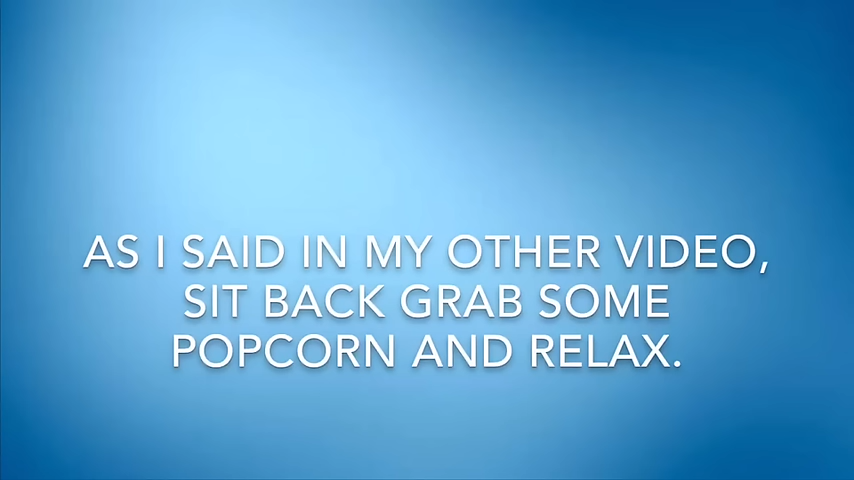 AS I SAID IN MY OTHER VIDEO,
SIT BACK GRAB SOME
POPCORN AND RELAX.